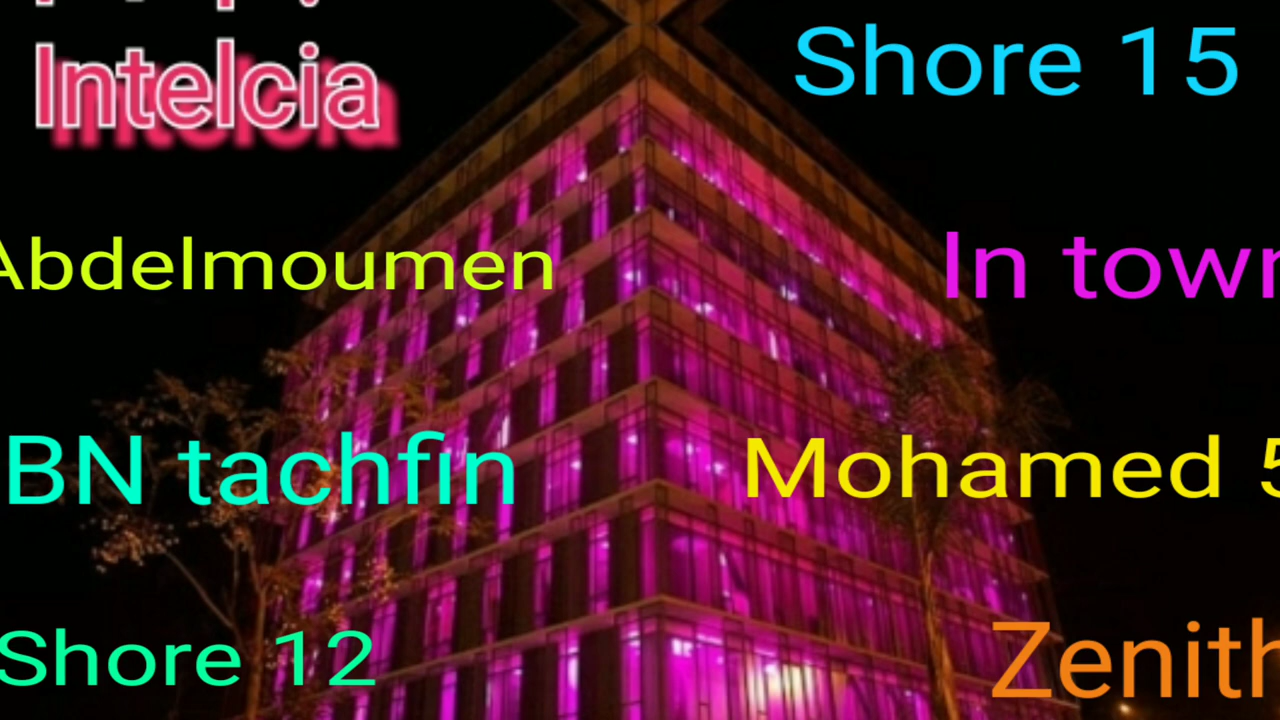 Intelcia
Shore 15
Abdelmoumen
In town
BN tachfin
Mohamed 5
Shore 12
Zenith